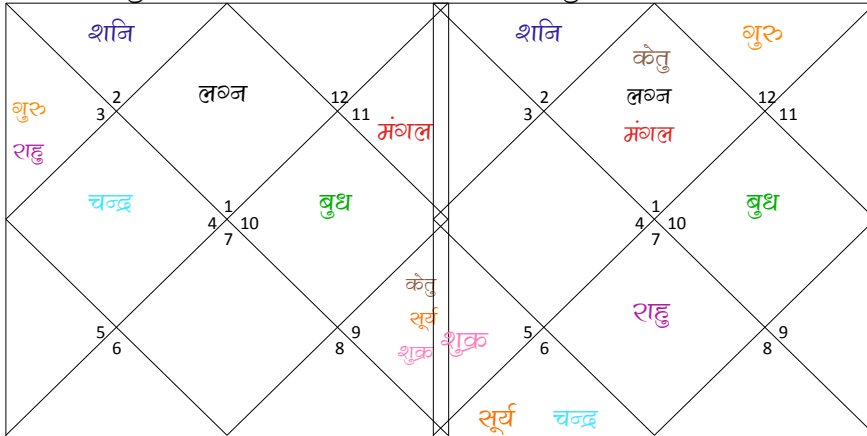 शनि
लग्न
2
12
3
11
गुरु
राहु
मंगल
चन्द्र
बुध
1
4
10
7
केतु
सूर्य
शुक्र
5
9
6
8
शनि
गुरु
केतु
लग्न
मंगल
2
12
3
11
बुध
1
4
10
7
राहु
शुक्र
5
9
6
8
सूर्य
चन्द्र